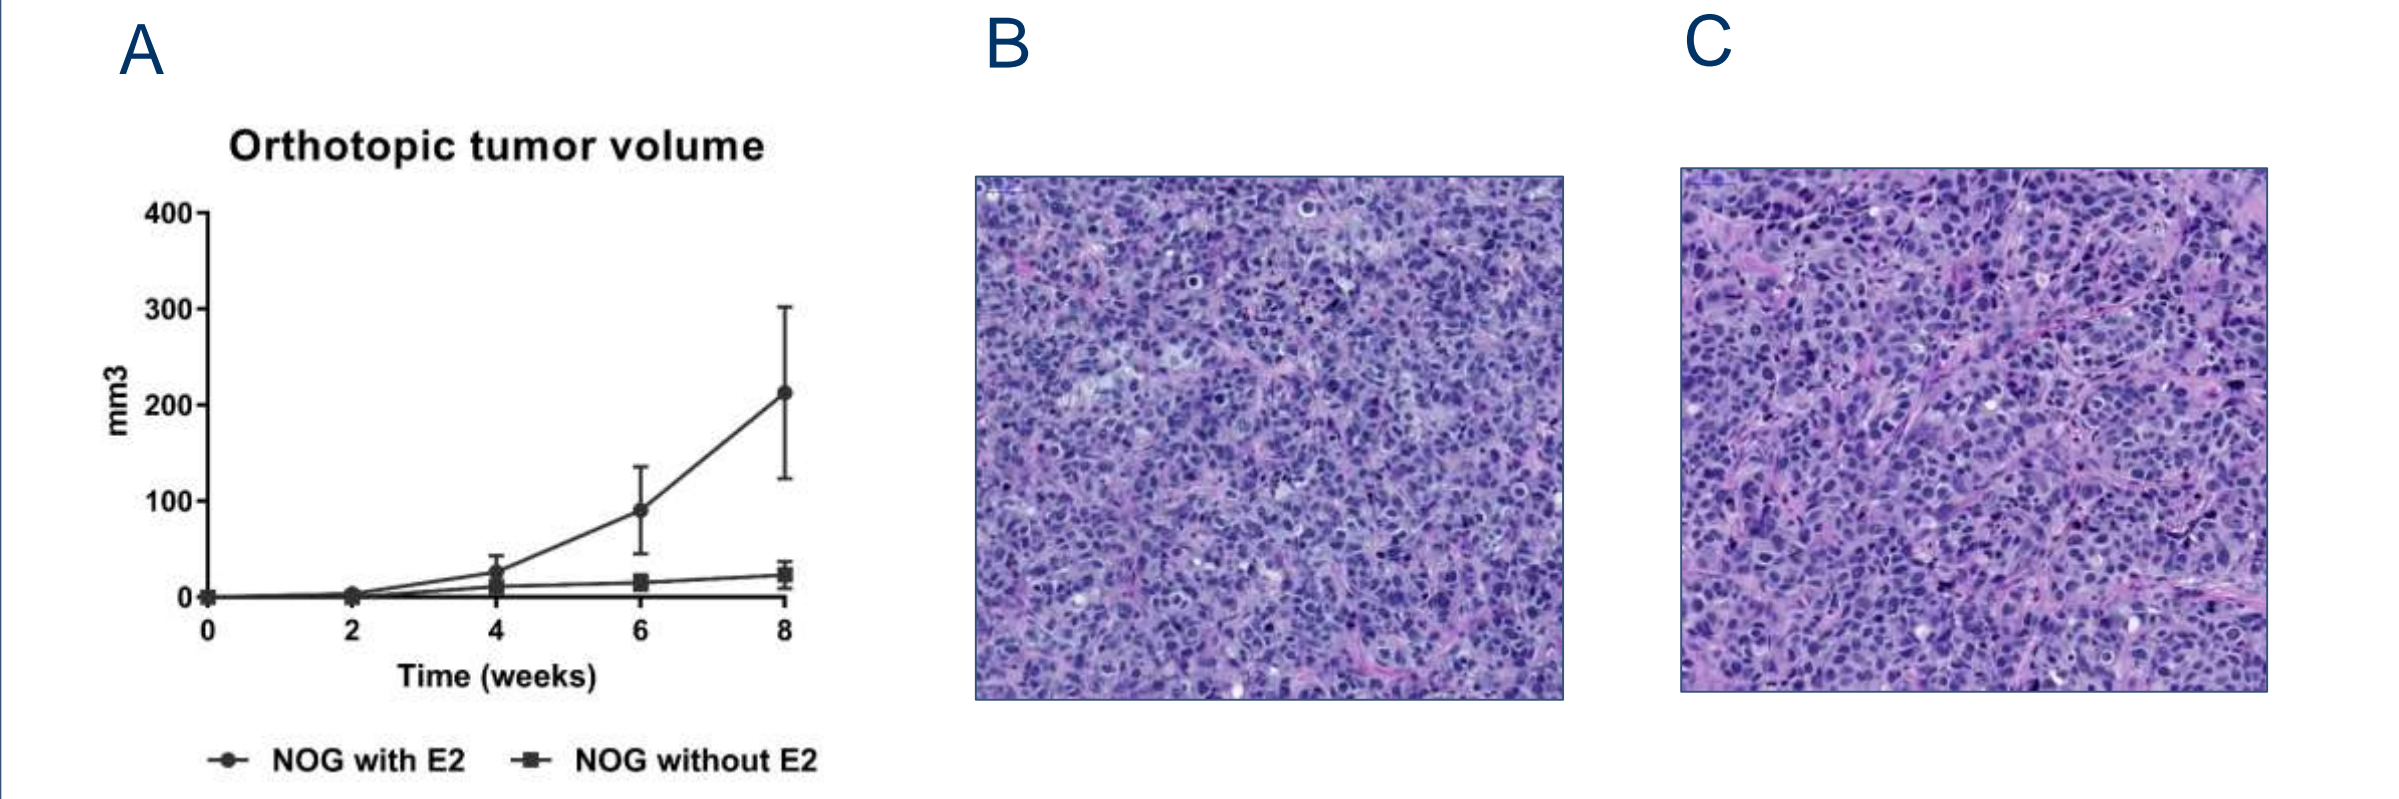 A
B
C
Orthotopic tumor volume
400
300
200
100
0
mm3
0 2 4 6 8
Time (weeks)
NOG with E2 NOG without E2